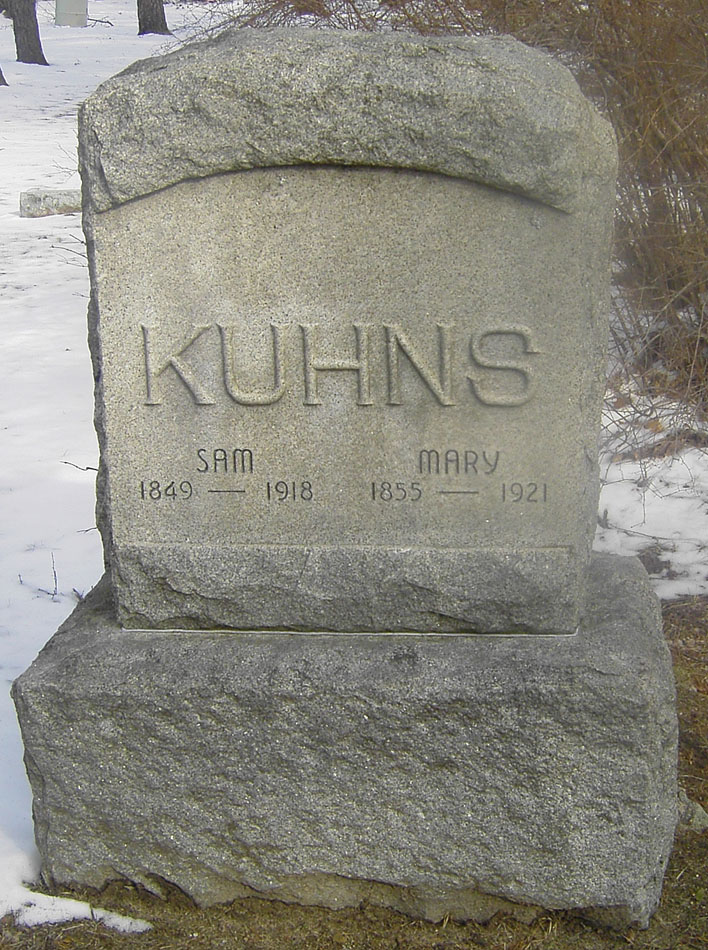 KUHNS
SAM MARY
1849 — 1918 1855 — 1921